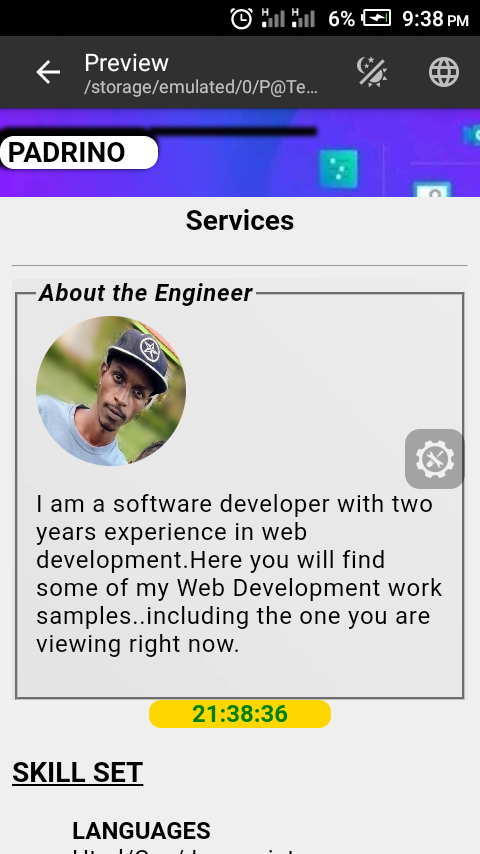 H H 6% 9:38 PM
Preview
/storage/emulated/0/P@Te...
PADRINO
Services
About the Engineer
I am a software developer with two
years experience in web
development.Here you will find
some of my Web Development work
samples..including the one you are
viewing right now.
21:38:36
SKILL SET
LANGUAGES